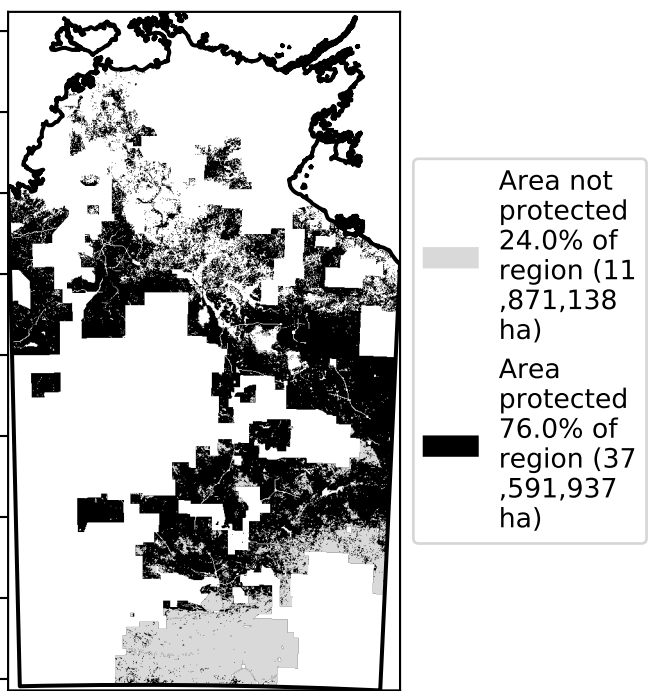 Area not
protected
24.0% of
region (11
,871,138
ha)
Area
protected
76.0% of
region (37
,591,937
ha)